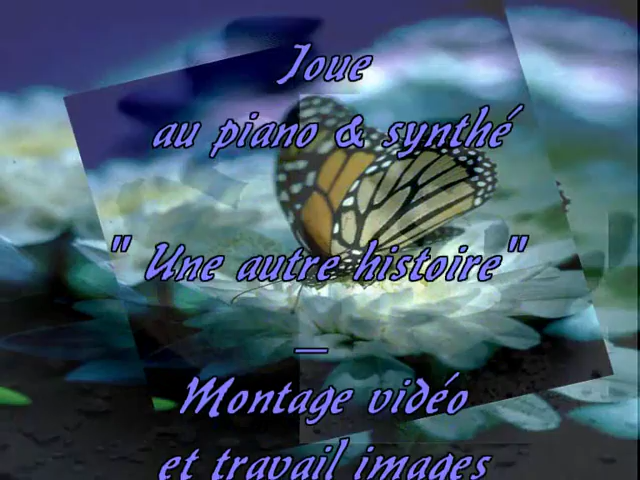 Joue
au piano & synthé
" Une autre histoire"
—
Montage vidéo
et travail images